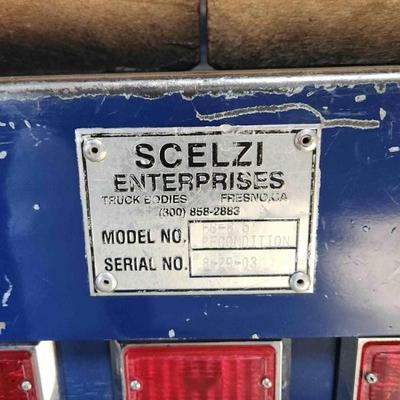 SCELZI
ENTERPRISES
TRUCK BODIES FRESNO, CA
(800) 858-2883
MODEL NO.
RECONDITION
SERIAL NO. 8-29-03